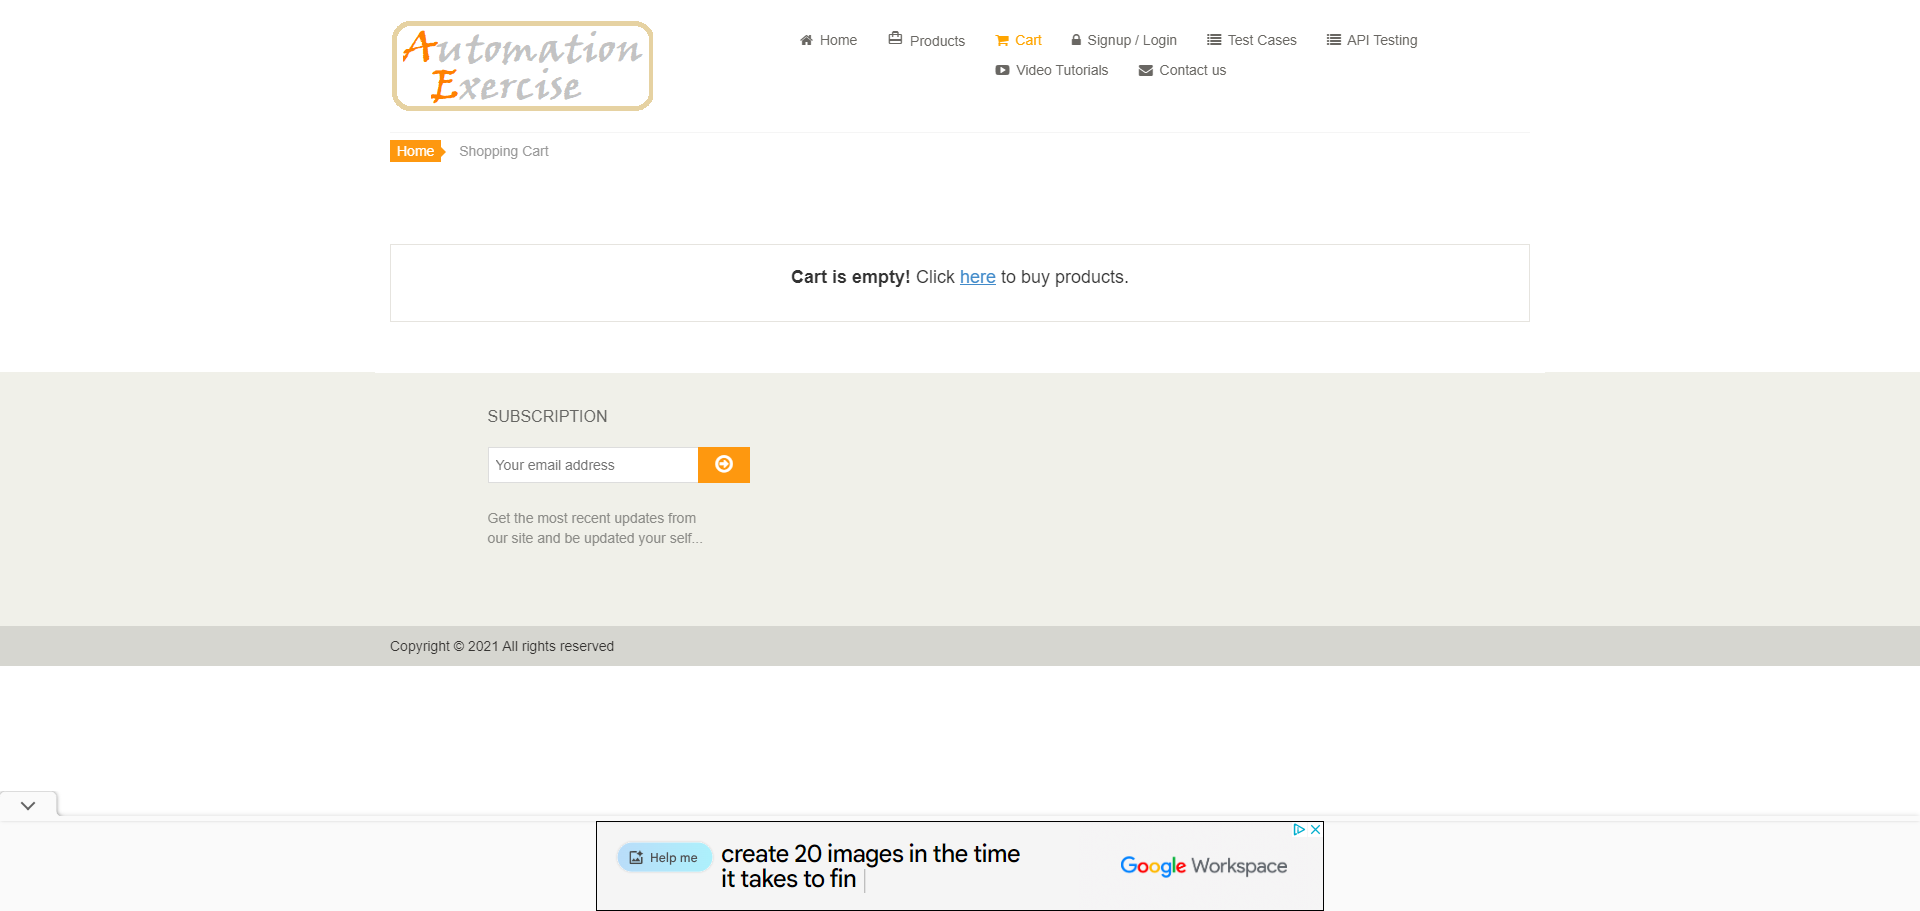 Automation
Exercise
Home Products Cart Signup / Login Test Cases API Testing
Video Tutorials Contact us
Home Shopping Cart
Cart is empty! Click here to buy products.
SUBSCRIPTION
Your email address
Get the most recent updates from
our site and be updated your self...
Copyright © 2021 All rights reserved
Help me create 20 images in the time
it takes to fin
Google Workspace